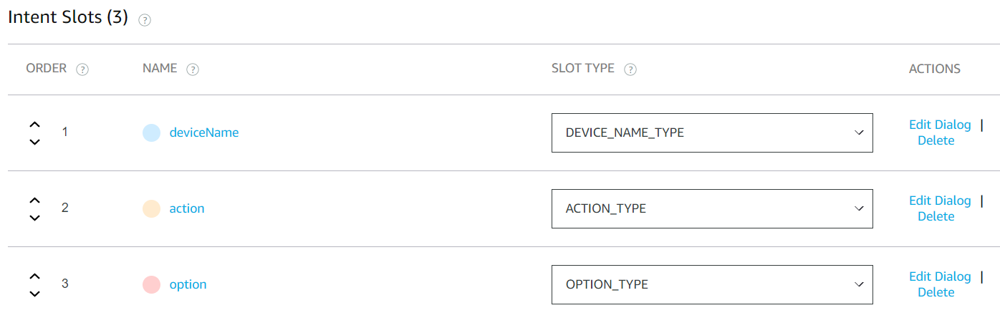 Intent Slots (3) ?
ORDER ? NAME ? SLOT TYPE ? ACTIONS
1 deviceName DEVICE_NAME_TYPE Edit Dialog |
Delete
2 action ACTION_TYPE Edit Dialog |
Delete
3 option OPTION_TYPE Edit Dialog |
Delete